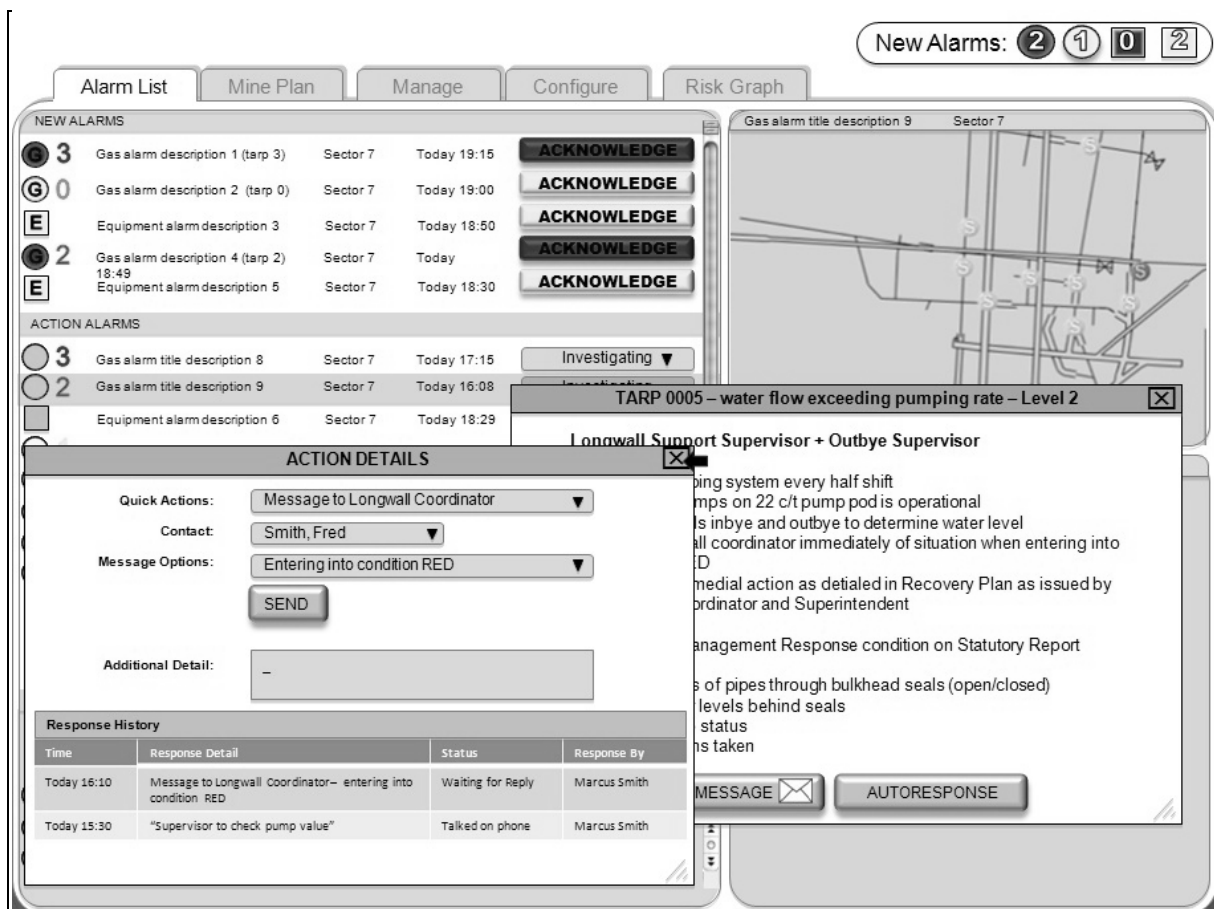 New Alarms: 2 1 0 2
Alarm List Mine Plan Manage Configure Risk Graph
NEW ALARMS
G 3 Gas alarm description 1 (tarp 3) Sector 7 Today 19:15 ACKNOWLEDGE
G 0 Gas alarm description 2 (tarp 0) Sector 7 Today 19:00 ACKNOWLEDGE
E Equipment alarm description 3 Sector 7 Today 18:50 ACKNOWLEDGE
G 2 Gas alarm description 4 (tarp 2) Sector 7 Today ACKNOWLEDGE
18:49
E Equipment alarm description 5 Sector 7 Today 18:30 ACKNOWLEDGE
ACTION ALARMS
3 Gas alarm title description 8 Sector 7 Today 17:15 Investigating
2 Gas alarm title description 9 Sector 7 Today 16:08
Equipment alarm description 6 Sector 7 Today 18:29
Gas alarm title description 9 Sector 7
S
S
S
S
S
S
S
S
S
TARP 0005 – water flow exceeding pumping rate – Level 2
Longwall Support Supervisor + Outbye Supervisor
system every half shift
on 22 c/t pump pod is operational
inbye and outbye to determine water level
coordinator immediately of situation when entering into
action as detialed in Recovery Plan as issued by
and Superintendent
Response condition on Statutory Report
of pipes through bulkhead seals (open/closed)
levels behind seals
status
taken
MESSAGE AUTORESPONSE
ACTION DETAILS
Quick Actions: Message to Longwall Coordinator
Contact: Smith, Fred
Message Options: Entering into condition RED
SEND
Additional Detail: _
Response History
Time Response Detail Status Response By
Today 16:10 Message to Longwall Coordinator– entering into Waiting for Reply Marcus Smith
condition RED
Today 15:30 “Supervisor to check pump value” Talked on phone Marcus Smith